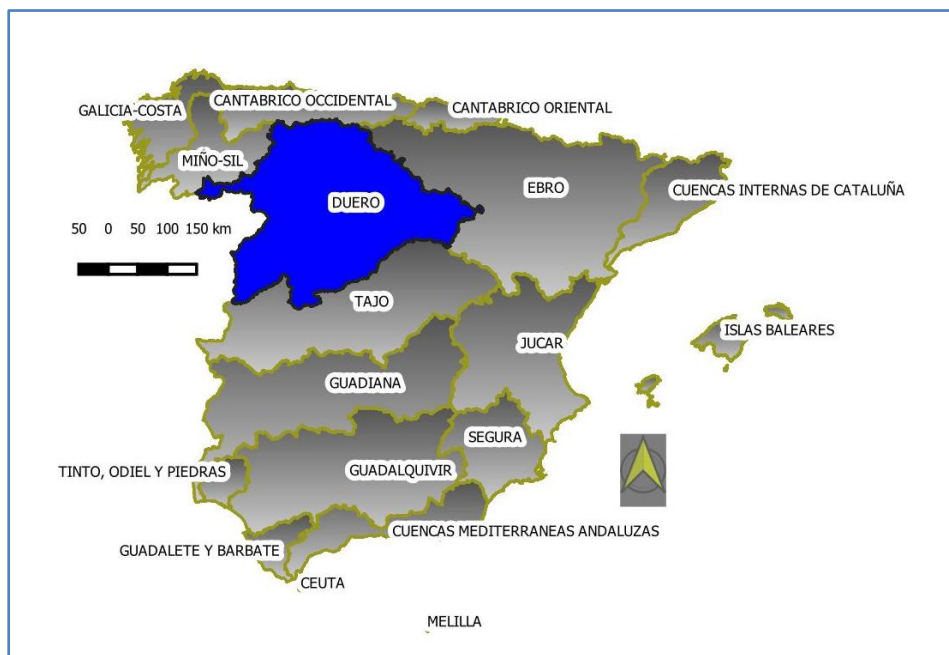 CANTABRICO OCCIDENTAL
GALICIA-COSTA
CANTABRICO ORIENTAL
MIÑO-SIL
EBRO
CUENCAS INTERNAS DE CATALUÑA
DUERO
50 0 50 100 150 km
TAJO
ISLAS BALEARES
JUCAR
GUADIANA
SEGURA
TINTO, ODIEL Y PIEDRAS
GUADALQUIVIR
CUENCAS MEDITERRANEAS ANDALUZAS
GUADALETE Y BARBATE
CEUTA
MELILLA